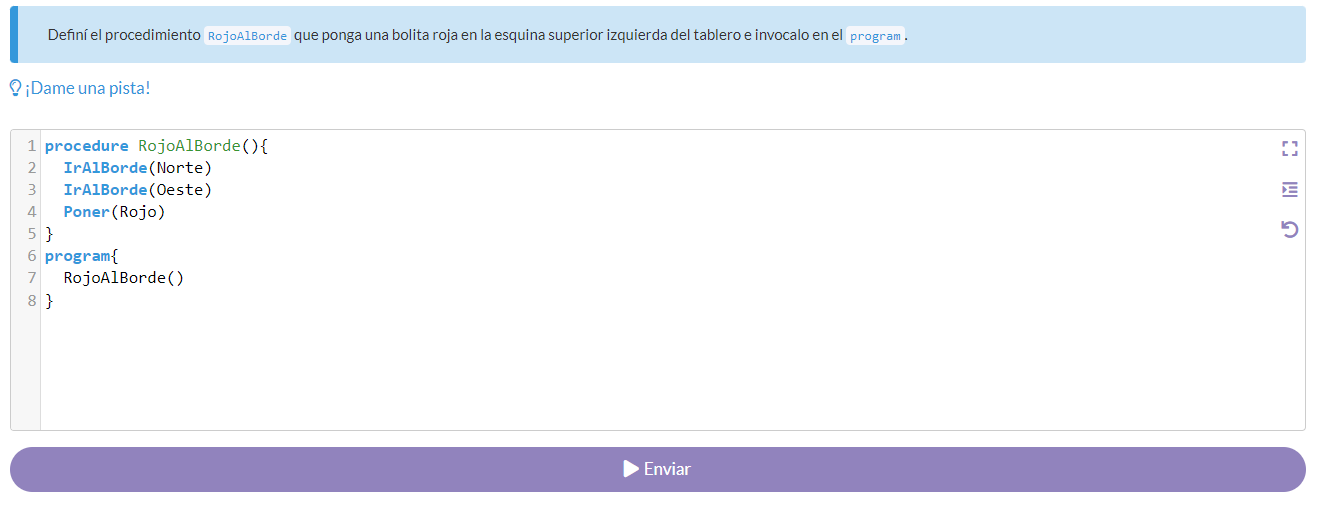 Definí el procedimiento RojoAlBorde que ponga una bolita roja en la esquina superior izquierda del tablero e invocalo en el program.
¡Dame una pista!
1 procedure RojoAlBorde(){
2   IrAlBorde(Norte)
3   IrAlBorde(Oeste)
4   Poner(Rojo)
5 }
6 program{
7   RojoAlBorde()
8 }
Enviar